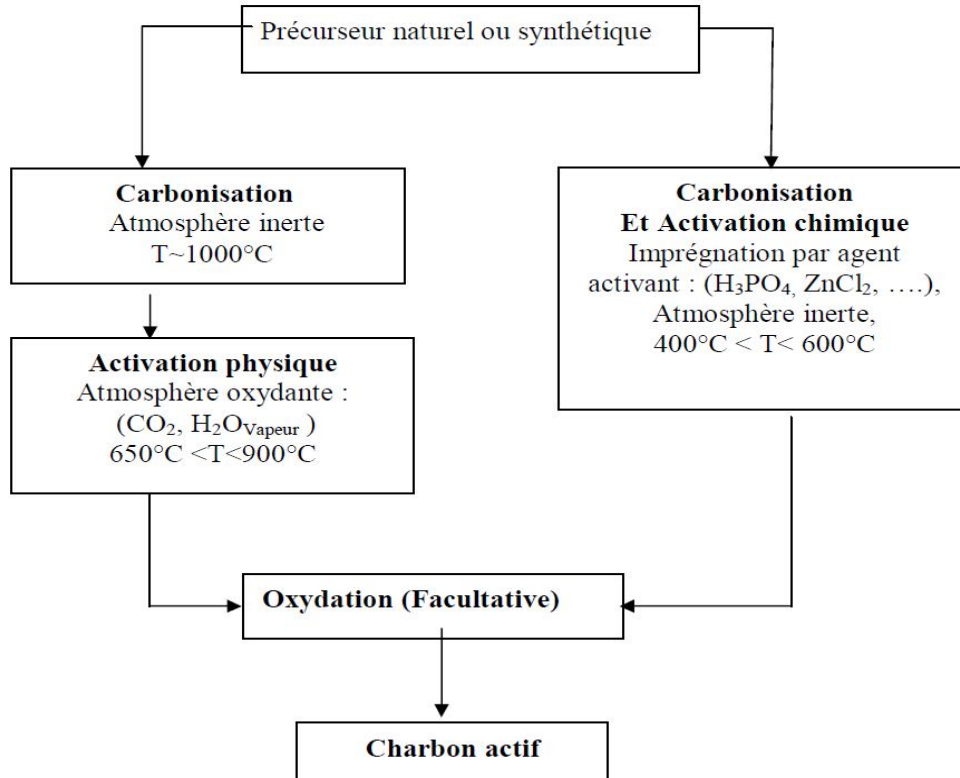 Précurseur naturel ou synthétique
Carbonisation
Atmosphère inerte
T~1000°C
Activation physique
Atmosphère oxydante :
(CO₂, H₂OVapeur )
650°C <T<900°C
Carbonisation
Et Activation chimique
Imprégnation par agent
activant : (H₃PO₄, ZnCl₂, ….),
Atmosphère inerte,
400°C < T< 600°C
Oxydation (Facultative)
Charbon actif